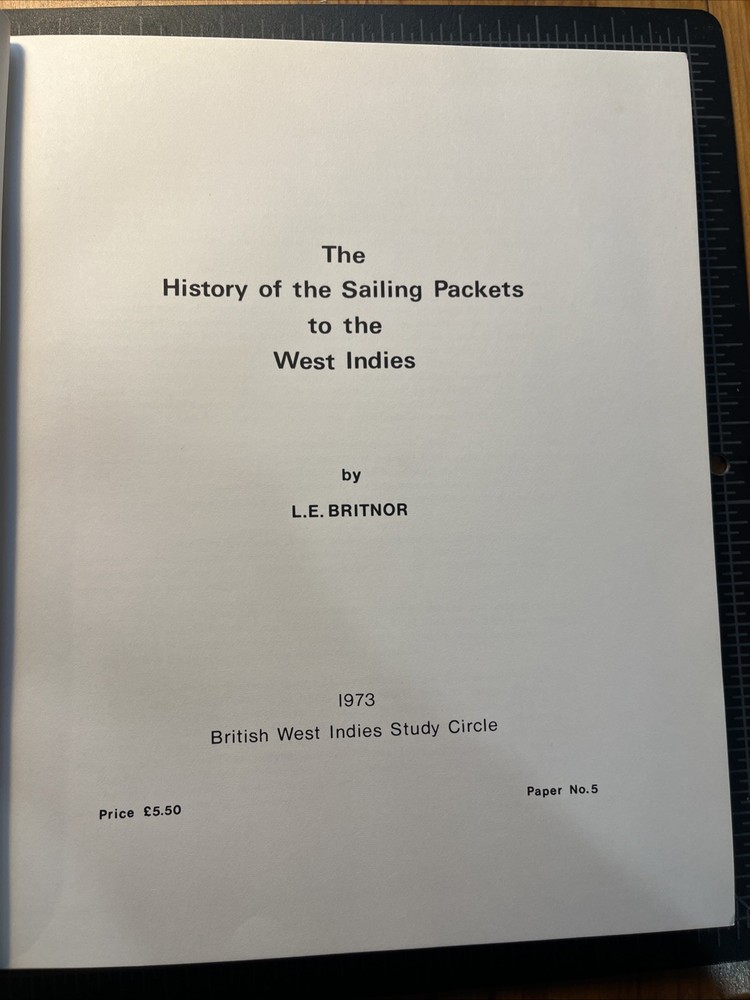 The
History of the Sailing Packets
to the
West Indies
by
L.E. BRITNOR
1973
British West Indies Study Circle
Price £5.50
Paper No.5